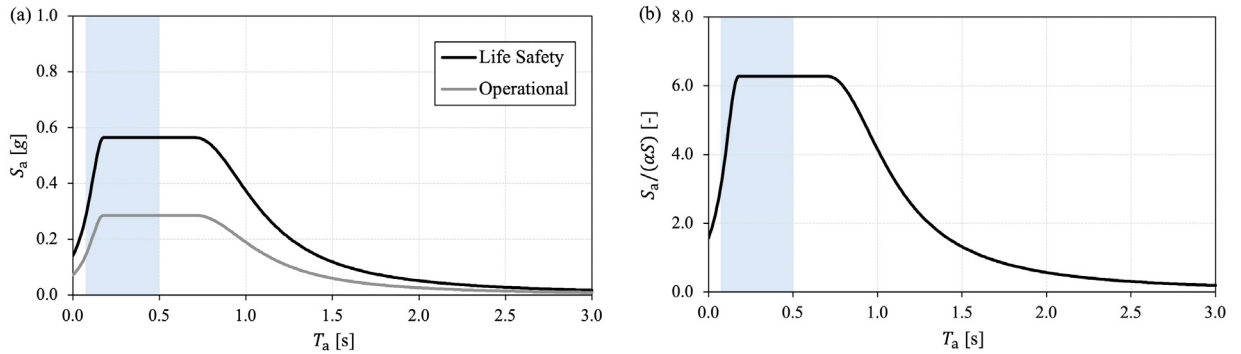 (a)
1.0
0.8
0.6
0.4
0.2
0.0
Sₐ [g]
Life Safety
Operational
0.0 0.5 1.0 1.5 2.0 2.5 3.0
Tₐ [s]
(b)
8.0
6.0
4.0
2.0
0.0
Sₐ/(αS) [-]
0.0 0.5 1.0 1.5 2.0 2.5 3.0
Tₐ [s]